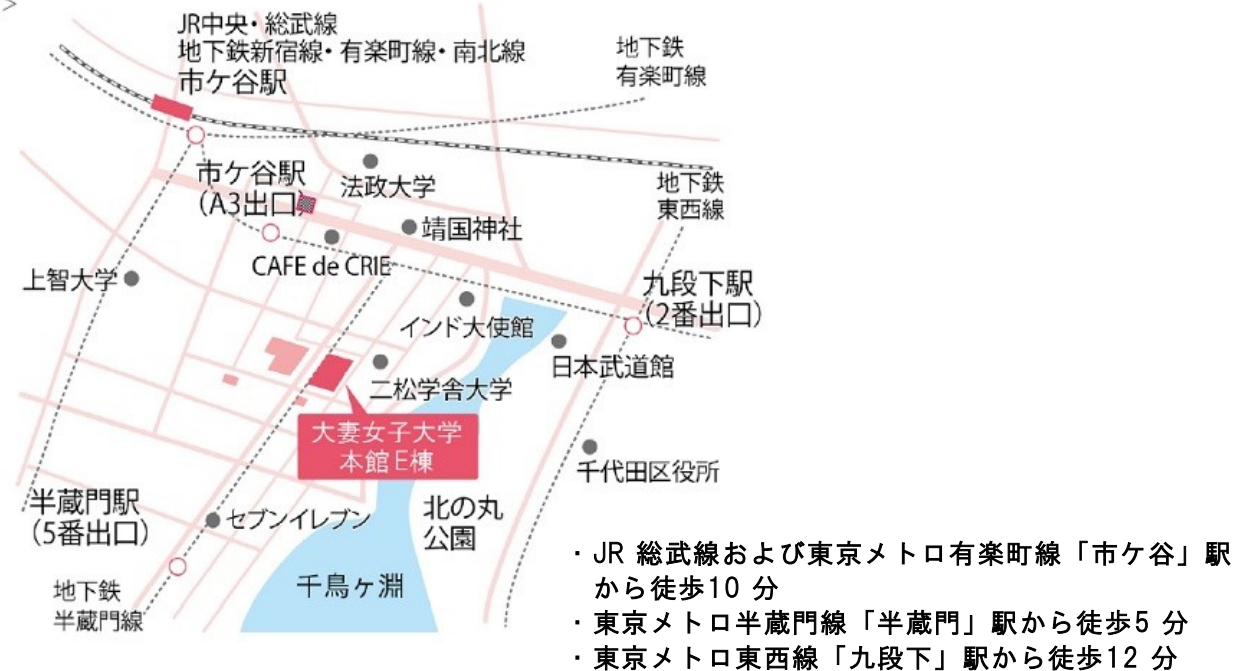 >
JR中央・総武線
地下鉄新宿線・有楽町線・南北線
市ケ谷駅
地下鉄
有楽町線
市ケ谷駅
(A3出口)
法政大学
地下鉄
東西線
靖国神社
CAFE de CRIE
上智大学
九段下駅
(2番出口)
インド大使館
日本武道館
二松学舎大学
大妻女子大学
本館E棟
千代田区役所
半蔵門駅
(5番出口)
セブンイレブン
北の丸
公園
千鳥ヶ淵
地下鉄
半蔵門線
・JR 総武線および東京メトロ有楽町線「市ケ谷」駅
から徒歩10 分
・東京メトロ半蔵門線「半蔵門」駅から徒歩5 分
・東京メトロ東西線「九段下」駅から徒歩12 分